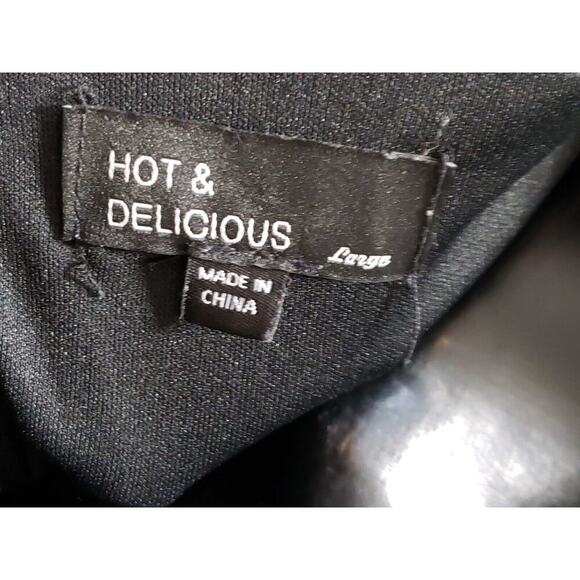 HOT &
DELICIOUS
Large
MADE IN
CHINA